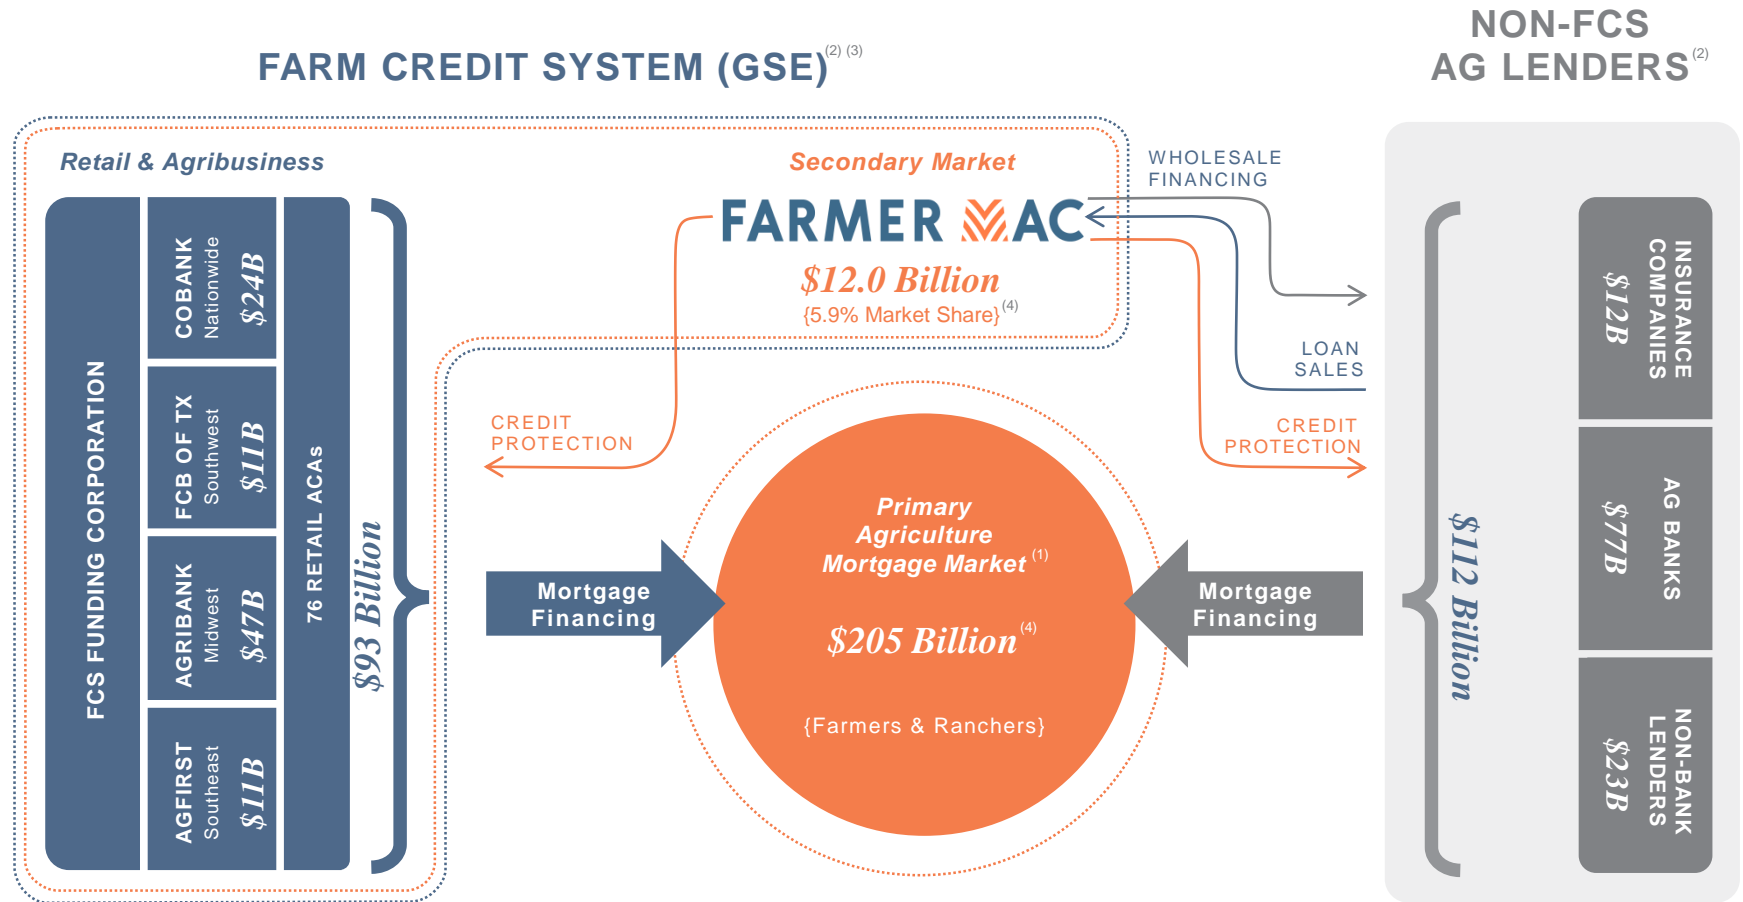 FARM CREDIT SYSTEM (GSE)(2) (3)
NON-FCS
AG LENDERS(2)
Retail & Agribusiness
FCS FUNDING CORPORATION
COBANK
Nationwide
$24B
FCB OF TX
Southwest
$11B
AGRIBANK
Midwest
$47B
AGFIRST
Southeast
$11B
76 RETAIL ACAs
$93 Billion
Secondary Market
FARMER MAC
$12.0 Billion
{5.9% Market Share}(4)
WHOLESALE
FINANCING
LOAN
SALES
CREDIT
PROTECTION
CREDIT
PROTECTION
Mortgage
Financing
Primary
Agriculture
Mortgage Market (1)
$205 Billion(4)
{Farmers & Ranchers}
Mortgage
Financing
$112 Billion
INSURANCE
COMPANIES
$12B
AG BANKS
$77B
NON-BANK
LENDERS
$23B